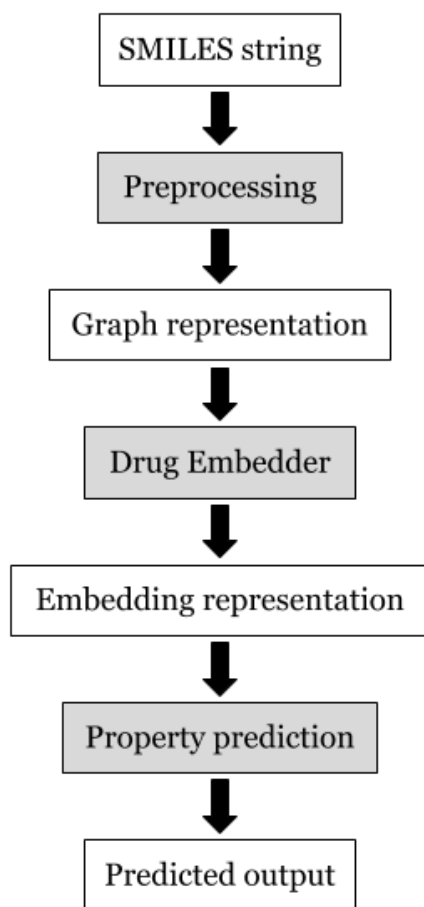 SMILES string
Preprocessing
Graph representation
Drug Embedder
Embedding representation
Property prediction
Predicted output